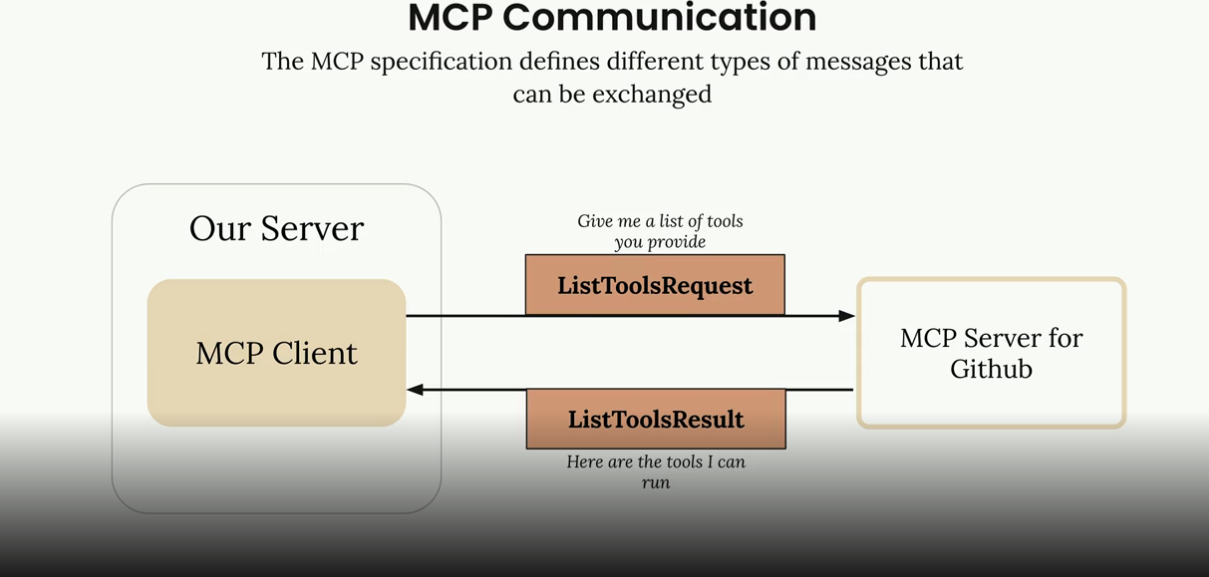 MCP Communication
The MCP specification defines different types of messages that
can be exchanged
Our Server
MCP Client
Give me a list of tools
you provide
ListToolsRequest
ListToolsResult
Here are the tools I can
run
MCP Server for
Github